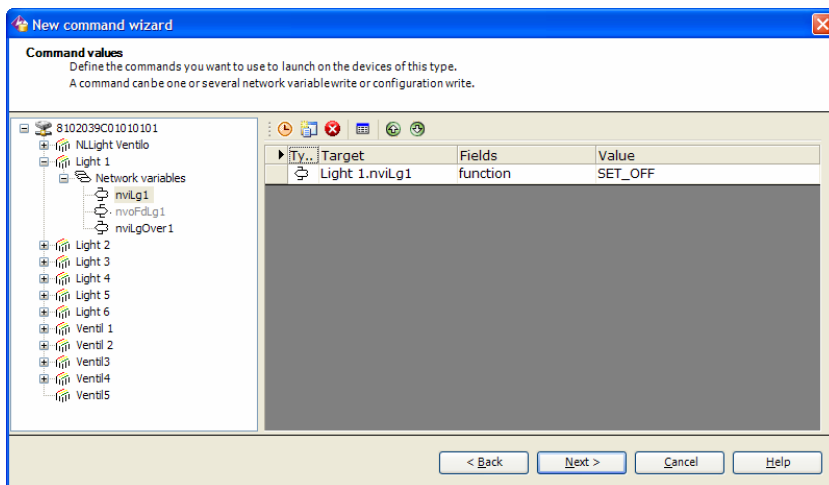 New command wizard
Command values
Define the commands you want to use to launch on the devices of this type.
A command can be one or several network variable write or configuration write.
8102039C01010101
NLLight Ventilo
Light 1
Network variables
nviLg1
nvoFdLg1
nviLgOver1
Light 2
Light 3
Light 4
Light 5
Light 6
Ventil 1
Ventil 2
Ventil3
Ventil4
Ventil5
Ty.. Target Fields Value
Light 1.nviLg1 function SET_OFF
< Back Next > Cancel Help